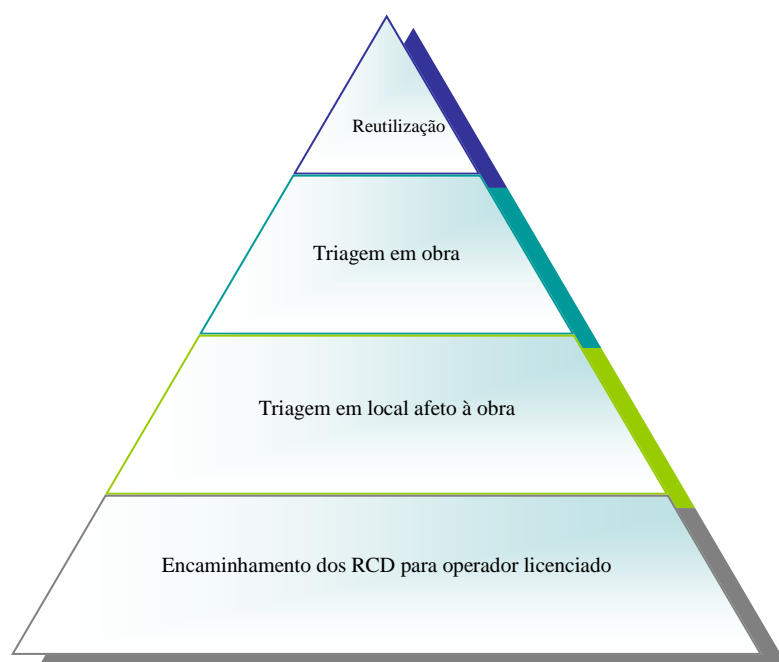 Reutilização
Triagem em obra
Triagem em local afeto à obra
Encaminhamento dos RCD para operador licenciado